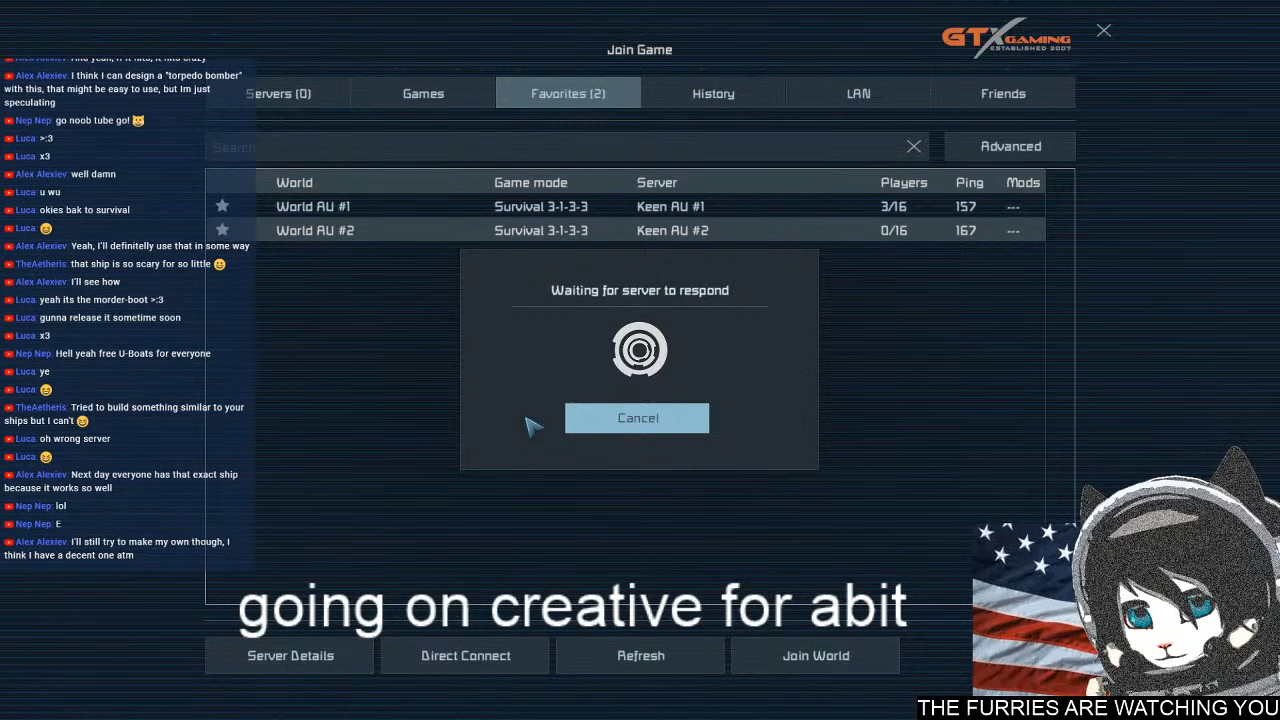 GTXGAMING
ESTABLISHED 2007
Join Game
Servers (0)
Games
Favorites (2)
History
LAN
Friends
Search
Advanced
World Game mode Server Players Ping Mods
World AU #1 Survival 3-1-3-3 Keen AU #1 3/16 157 ---
World AU #2 Survival 3-1-3-3 Keen AU #2 0/16 167 ---
Waiting for server to respond
Cancel
Alex Alexiev: I think I can design a "torpedo bomber"
with this, that might be easy to use, but Im just
speculating
Nep Nep: go noob tube go! 😼
Luca: >:3
Luca: x3
Alex Alexiev: well damn
Luca: u wu
Luca: okies bak to survival
Luca: 😆
Alex Alexiev: Yeah, I'll definitelly use that in some way
TheAetheris: that ship is so scary for so little 😆
Alex Alexiev: I'll see how
Luca: yeah its the morder-boot >:3
Luca: gunna release it sometime soon
Luca: x3
Nep Nep: Hell yeah free U-Boats for everyone
Luca: ye
Luca: 😆
TheAetheris: Tried to build something similar to your
ships but I can't 😆
Luca: oh wrong server
Luca: 😆
Alex Alexiev: Next day everyone has that exact ship
because it works so well
Nep Nep: lol
Nep Nep: E
Alex Alexiev: I'll still try to make my own though, I
think I have a decent one atm
going on creative for abit
Server Details
Direct Connect
Refresh
Join World
THE FURRIES ARE WATCHING YOU